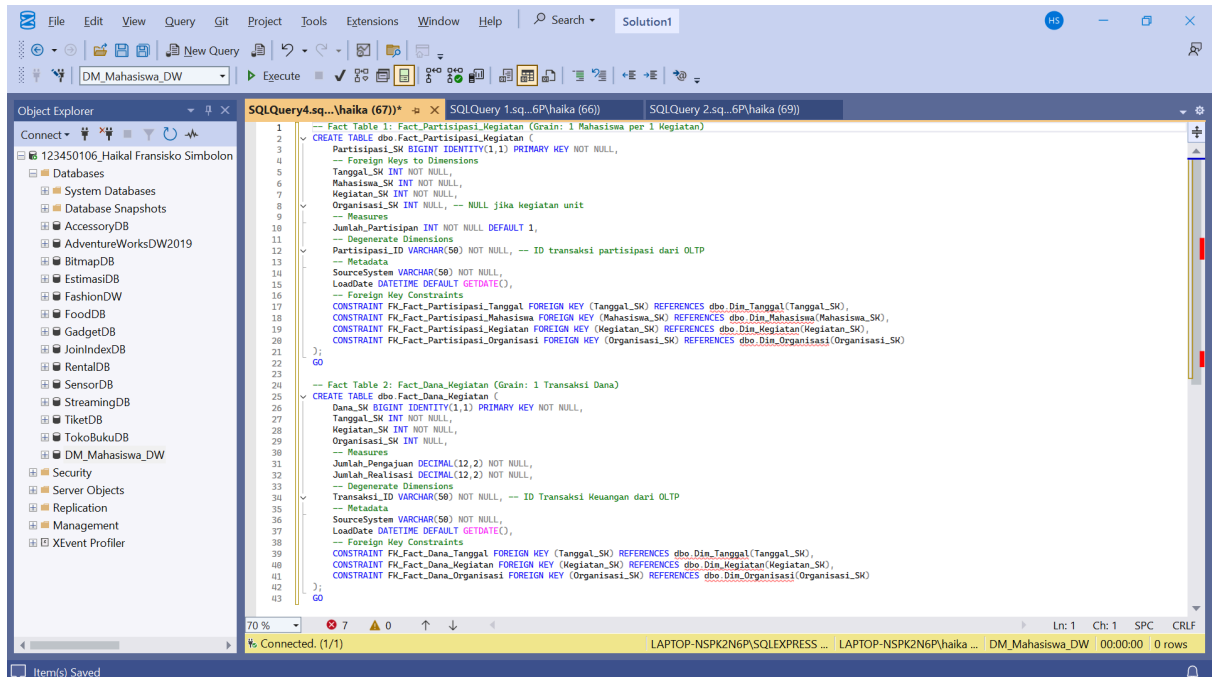 File Edit View Query Git Project Tools Extensions Window Help Search Solution1 HS
New Query
DM_Mahasiswa_DW Execute
Object Explorer
Connect
123450106_Haikal Fransisko Simbolon
Databases
System Databases
Database Snapshots
AccessoryDB
AdventureWorksDW2019
BitmapDB
EstimasiDB
FashionDW
FoodDB
GadgetDB
JoinIndexDB
RentalDB
SensorDB
StreamingDB
TiketDB
TokoBukuDB
DM_Mahasiswa_DW
Security
Server Objects
Replication
Management
XEvent Profiler
SQLQuery4.sq...\haika (67))* SQLQuery 1.sq...6P\haika (66)) SQLQuery 2.sq...6P\haika (69))
1 -- Fact Table 1: Fact_Partisipasi_Kegiatan (Grain: 1 Mahasiswa per 1 Kegiatan)
2 CREATE TABLE dbo.Fact_Partisipasi_Kegiatan (
3 Partisipasi_SK BIGINT IDENTITY(1,1) PRIMARY KEY NOT NULL,
4 -- Foreign Keys to Dimensions
5 Tanggal_SK INT NOT NULL,
6 Mahasiswa_SK INT NOT NULL,
7 Kegiatan_SK INT NOT NULL,
8 Organisasi_SK INT NULL, -- NULL jika kegiatan unit
9 -- Measures
10 Jumlah_Partisipan INT NOT NULL DEFAULT 1,
11 -- Degenerate Dimensions
12 Partisipasi_ID VARCHAR(50) NOT NULL, -- ID transaksi partisipasi dari OLTP
13 -- Metadata
14 SourceSystem VARCHAR(50) NOT NULL,
15 LoadDate DATETIME DEFAULT GETDATE(),
16 -- Foreign Key Constraints
17 CONSTRAINT FK_Fact_Partisipasi_Tanggal FOREIGN KEY (Tanggal_SK) REFERENCES dbo.Dim_Tanggal(Tanggal_SK),
18 CONSTRAINT FK_Fact_Partisipasi_Mahasiswa FOREIGN KEY (Mahasiswa_SK) REFERENCES dbo.Dim_Mahasiswa(Mahasiswa_SK),
19 CONSTRAINT FK_Fact_Partisipasi_Kegiatan FOREIGN KEY (Kegiatan_SK) REFERENCES dbo.Dim_Kegiatan(Kegiatan_SK),
20 CONSTRAINT FK_Fact_Partisipasi_Organisasi FOREIGN KEY (Organisasi_SK) REFERENCES dbo.Dim_Organisasi(Organisasi_SK)
21 );
22 GO
23
24 -- Fact Table 2: Fact_Dana_Kegiatan (Grain: 1 Transaksi Dana)
25 CREATE TABLE dbo.Fact_Dana_Kegiatan (
26 Dana_SK BIGINT IDENTITY(1,1) PRIMARY KEY NOT NULL,
27 Tanggal_SK INT NOT NULL,
28 Kegiatan_SK INT NOT NULL,
29 Organisasi_SK INT NULL,
30 -- Measures
31 Jumlah_Pengajuan DECIMAL(12,2) NOT NULL,
32 Jumlah_Realisasi DECIMAL(12,2) NOT NULL,
33 -- Degenerate Dimensions
34 Transaksi_ID VARCHAR(50) NOT NULL, -- ID Transaksi Keuangan dari OLTP
35 -- Metadata
36 SourceSystem VARCHAR(50) NOT NULL,
37 LoadDate DATETIME DEFAULT GETDATE(),
38 -- Foreign Key Constraints
39 CONSTRAINT FK_Fact_Dana_Tanggal FOREIGN KEY (Tanggal_SK) REFERENCES dbo.Dim_Tanggal(Tanggal_SK),
40 CONSTRAINT FK_Fact_Dana_Kegiatan FOREIGN KEY (Kegiatan_SK) REFERENCES dbo.Dim_Kegiatan(Kegiatan_SK),
41 CONSTRAINT FK_Fact_Dana_Organisasi FOREIGN KEY (Organisasi_SK) REFERENCES dbo.Dim_Organisasi(Organisasi_SK)
42 );
43 GO
70 % 7 0 Ln: 1 Ch: 1 SPC CRLF
Connected. (1/1) LAPTOP-NSPK2N6P\SQLEXPRESS ... LAPTOP-NSPK2N6P\haika ... DM_Mahasiswa_DW 00:00:00 0 rows
Item(s) Saved